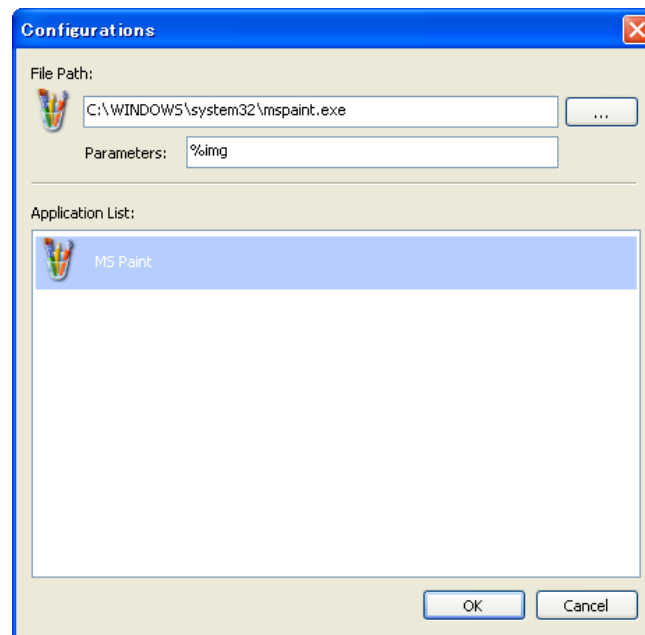 Configurations
File Path:
C:\WINDOWS\system32\mspaint.exe
...
Parameters: %img
Application List:
MS Paint
OK Cancel